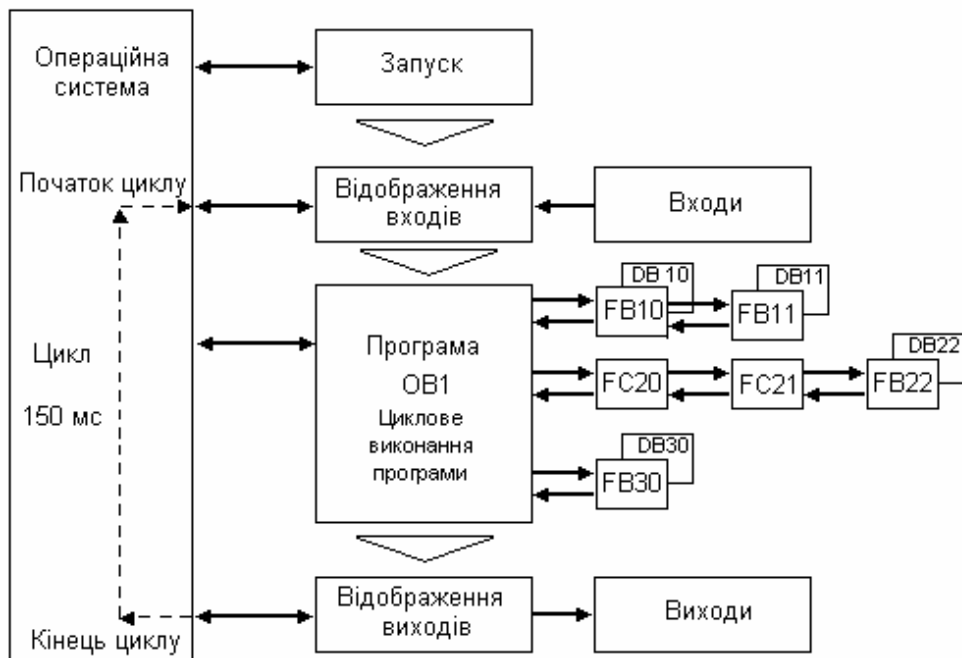 Операційна
система
Запуск
Початок циклу
Відображення
входів
Входи
Цикл
150 мс
Програма
OB1
Циклове
виконання
програми
DB 10
FB10
DB11
FB11
FC20
FC21
DB22
FB22
DB30
FB30
Кінець циклу
Відображення
виходів
Виходи